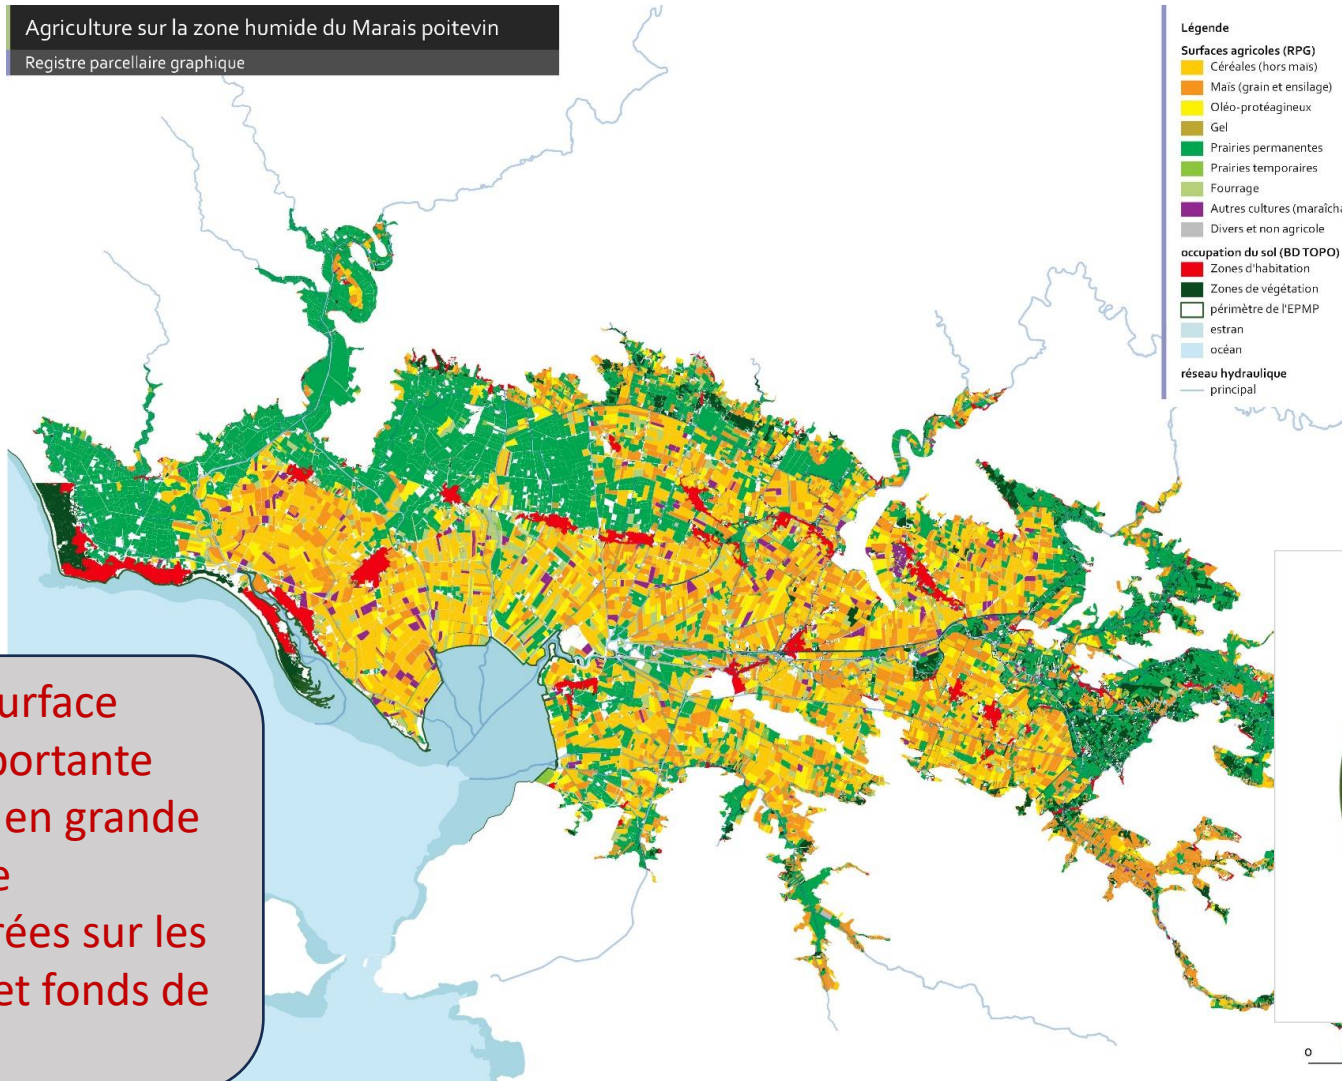 Agriculture sur la zone humide du Marais poitevin
Registre parcellaire graphique
Légende
Surfaces agricoles (RPG)
Céréales (hors maïs)
Maïs (grain et ensilage)
Oléo-protéagineux
Gel
Prairies permanentes
Prairies temporaires
Fourrage
Autres cultures (maraîcha
Divers et non agricole
occupation du sol (BD TOPO)
Zones d'habitation
Zones de végétation
périmètre de l'EPMP
estran
océan
réseau hydraulique
principal
urface
portante
en grande
e
rées sur les
et fonds de
0